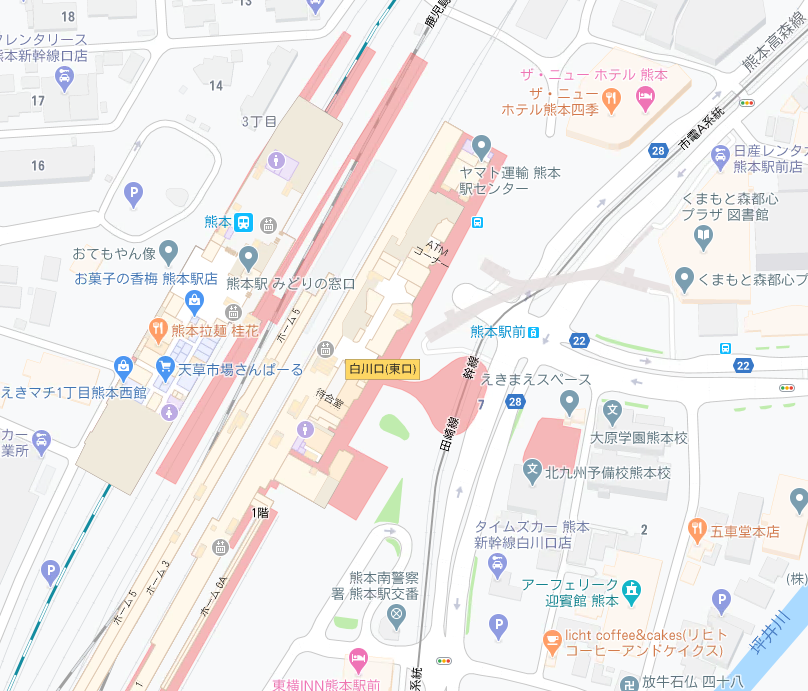 18
13
鹿児島
熊本高森線
クレンタリース
熊本新幹線口店
ザ・ニュー ホテル 熊本
14
17
ザ・ニュー
ホテル熊本四季
3丁目
市電A系統
28
日産レンタカ
熊本駅前店
16
ヤマト運輸 熊本
駅センター
P
くまもと森都心
プラザ 図書館
熊本
おてもやん像
ATM
コーナー
お菓子の香梅 熊本駅店
熊本駅 みどりの窓口
くまもと森都心プ
ホーム 5
熊本拉麺 桂花
熊本駅前
22
22
天草市場さんぱーる
白川口(東口)
幹線
えきまえスペース
えきマチ1丁目熊本西館
待合室
7
28
田崎線
大原学園熊本校
カー
業所
北九州予備校熊本校
1階
タイムズカー 熊本
新幹線白川口店
2
五車堂本店
P
ホーム 3
ホーム 5
ホーム 6A
熊本南警察
署 熊本駅交番
アーフェリーク
迎賓館 熊本
(株)
P
P
licht coffee&cakes(リヒト
コーヒーアンドケイクス)
坪井川
東横INN熊本駅前
系統
放牛石仏 四十八